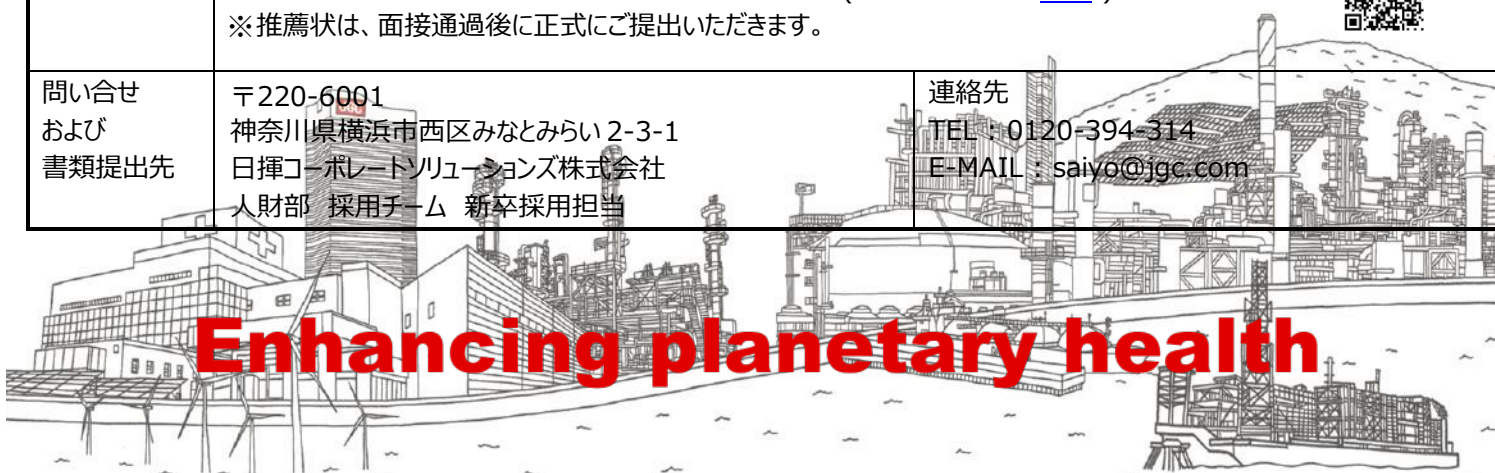 ※推薦状は、面接通過後に正式にご提出いただきます。
問い合せ
および
書類提出先
〒220-6001
神奈川県横浜市西区みなとみらい 2-3-1
日揮コーポレートソリューションズ株式会社
人財部 採用チーム 新卒採用担当
連絡先
TEL:0120-394-314
E-MAIL:saiyo@jgc.com
JGC
Enhancing planetary health